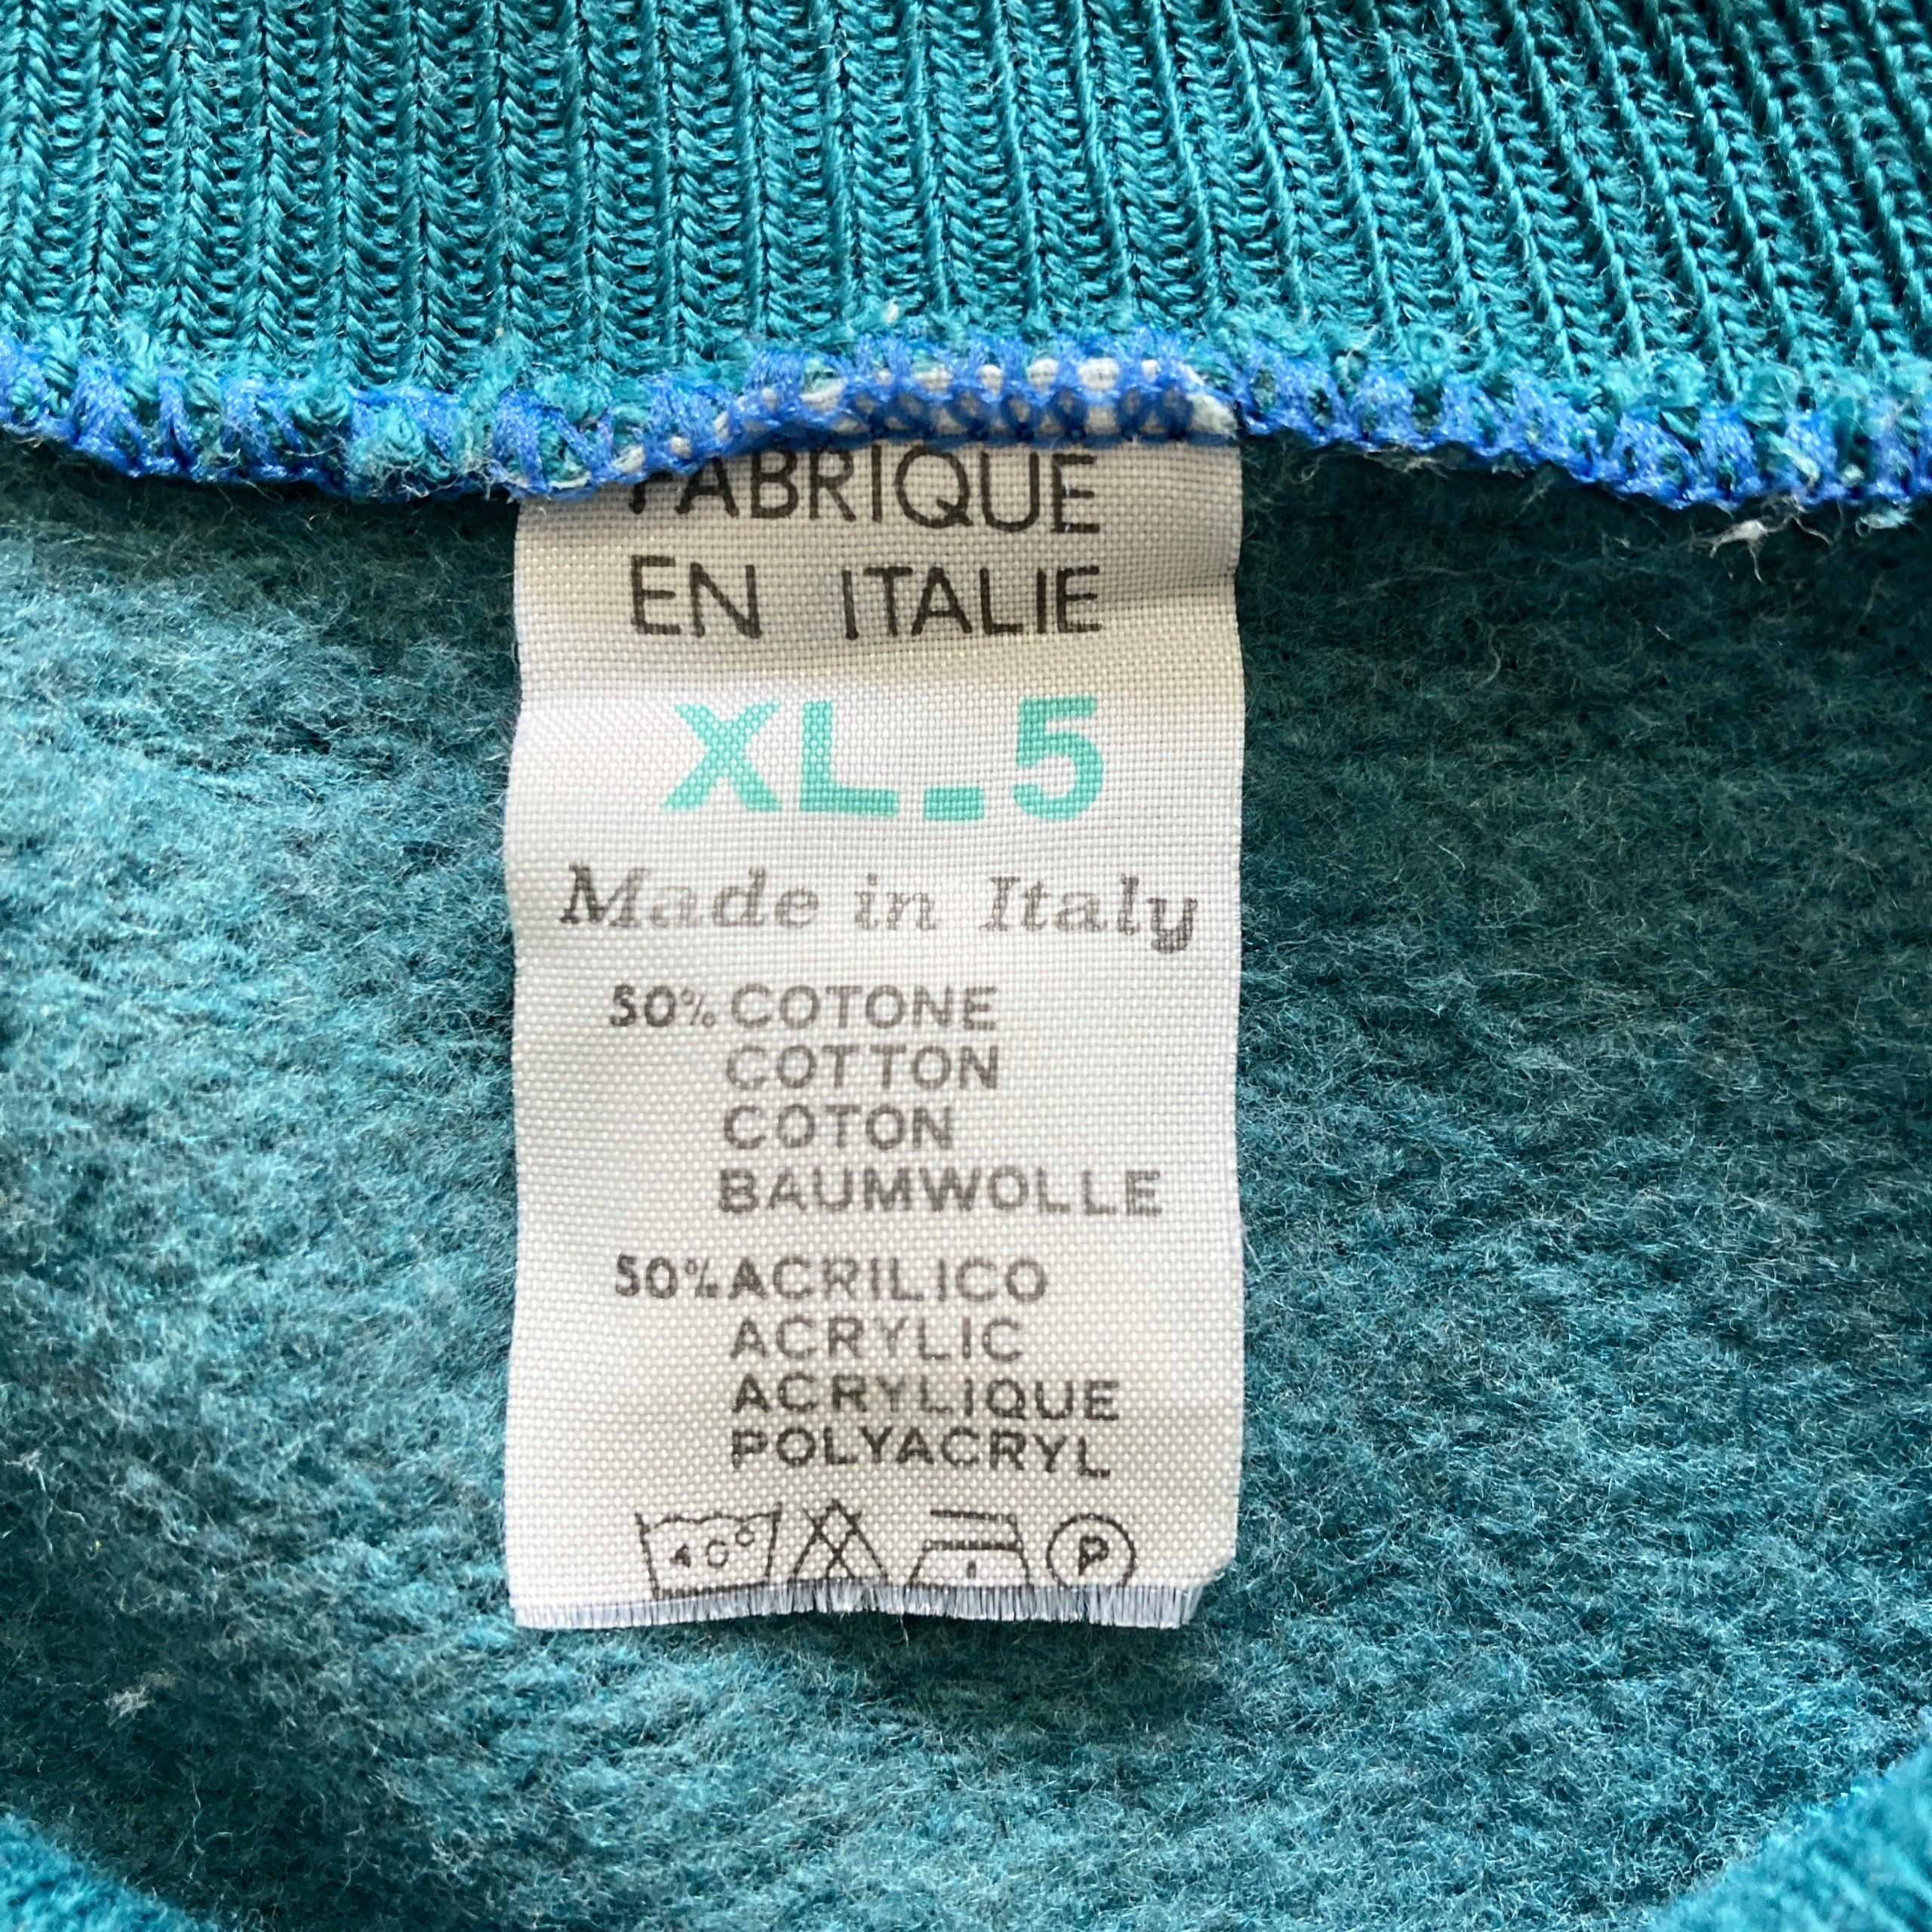 FABRIQUE
EN ITALIE
XL-5
Made in Italy
50% COTONE
COTTON
COTON
BAUMWOLLE
50% ACRILICO
ACRYLIC
ACRYLIQUE
POLYACRYL
40° P